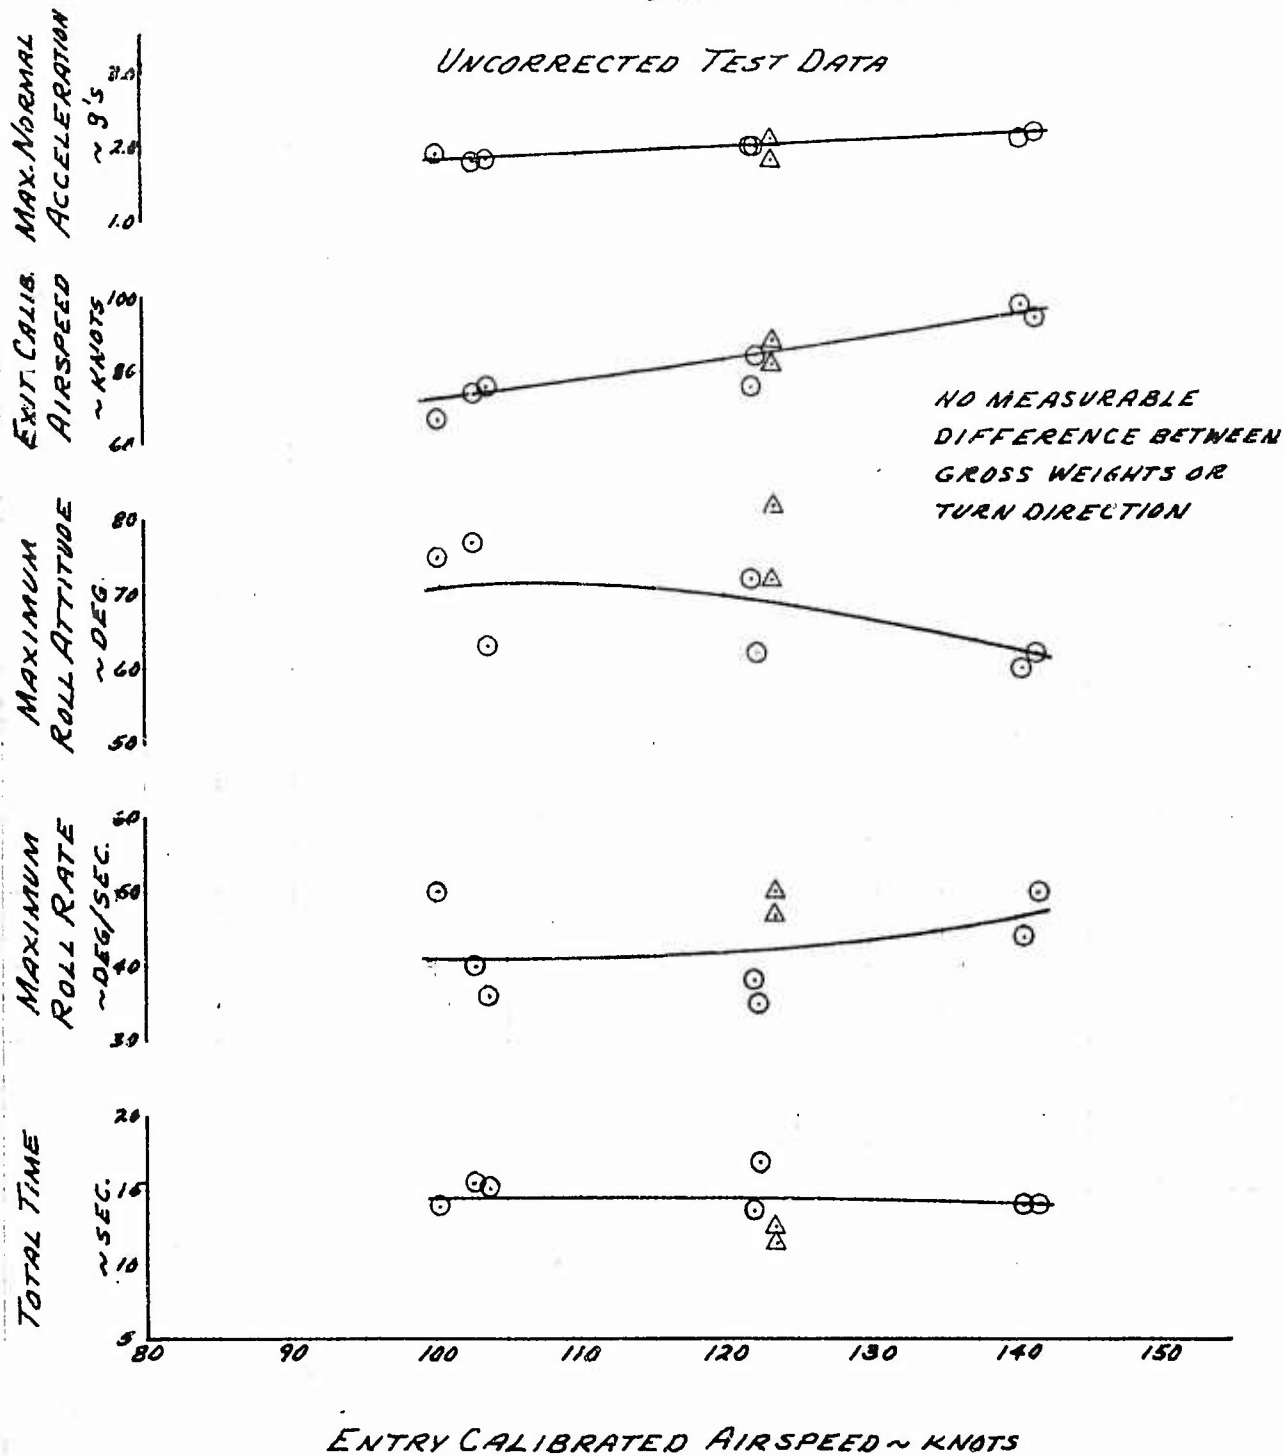 UNCORRECTED TEST DATA
MAX. NORMAL
ACCELERATION
~ g's
3.0
2.0
1.0
EXIT. CALIB.
AIRSPEED
~ KNOTS
100
80
60
NO MEASURABLE
DIFFERENCE BETWEEN
GROSS WEIGHTS OR
TURN DIRECTION
MAXIMUM
ROLL ATTITUDE
~ DEG.
80
70
60
50
MAXIMUM
ROLL RATE
~DEG/SEC.
60
50
40
30
TOTAL TIME
~ SEC.
20
15
10
5
80 90 100 110 120 130 140 150
ENTRY CALIBRATED AIRSPEED ~ KNOTS